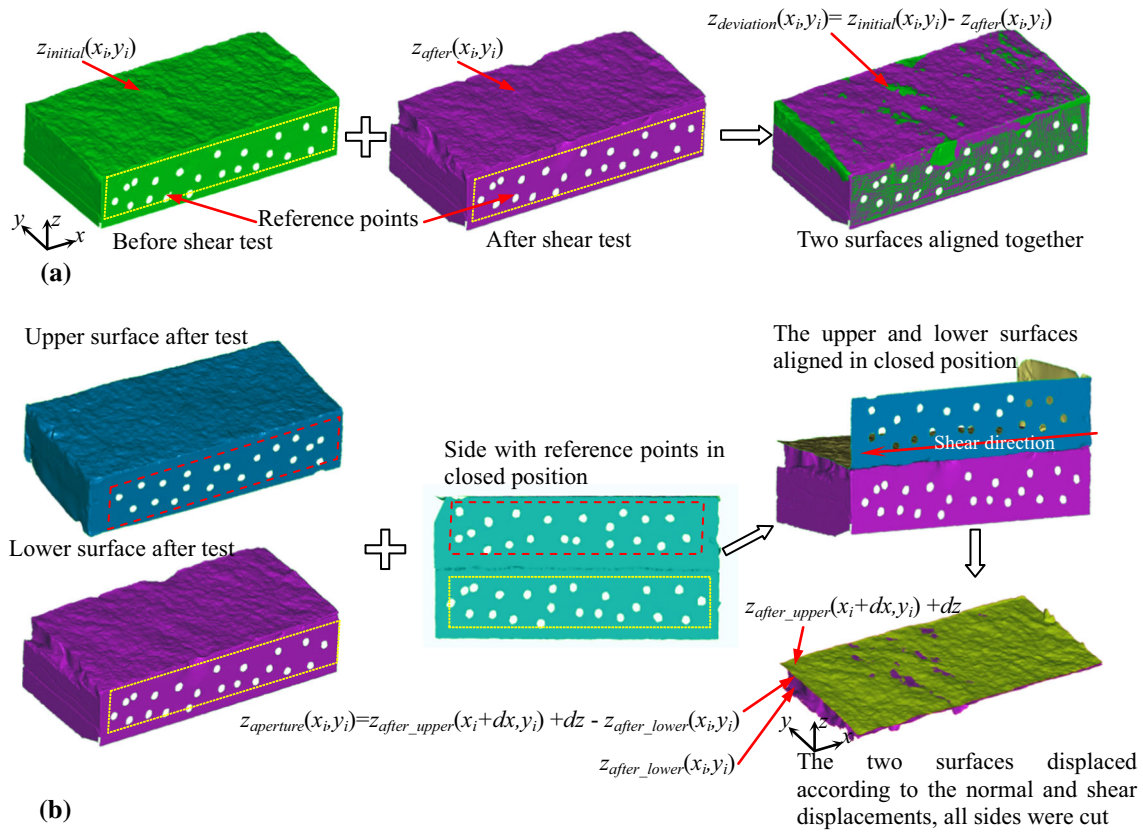 z_initial(x_i,y_i)
z_after(x_i,y_i)
z_deviation(x_i,y_i)= z_initial(x_i,y_i)- z_after(x_i,y_i)
Reference points
y z x
Before shear test
After shear test
Two surfaces aligned together
(a)
Upper surface after test
Lower surface after test
Side with reference points in
closed position
The upper and lower surfaces
aligned in closed position
Shear direction
z_after_upper(x_i+dx,y_i) +dz
z_aperture(x_i,y_i)=z_after_upper(x_i+dx,y_i) +dz - z_after_lower(x_i,y_i)
z_after_lower(x_i,y_i)
y z x
The two surfaces displaced
according to the normal and shear
displacements, all sides were cut
(b)